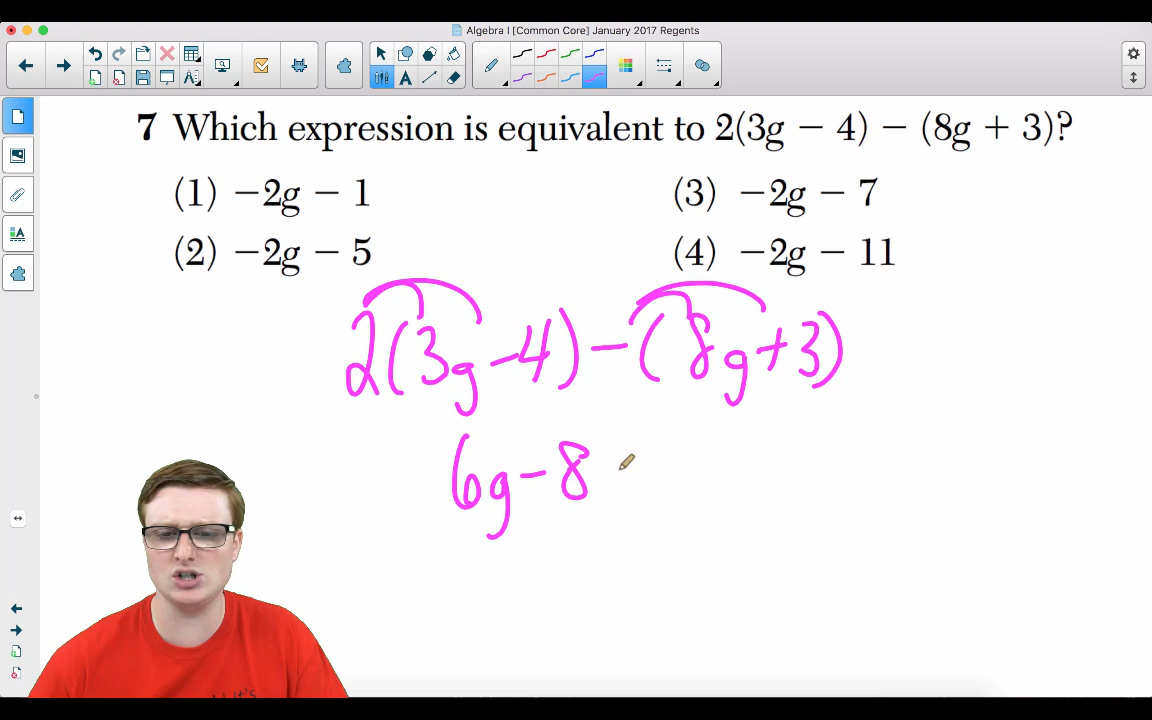 Algebra I [Common Core] January 2017 Regents
7 Which expression is equivalent to 2(3g − 4) − (8g + 3)?
(1) −2g − 1
(3) −2g − 7
(2) −2g − 5
(4) −2g − 11
2(3g-4)-(8g+3)
6g-8